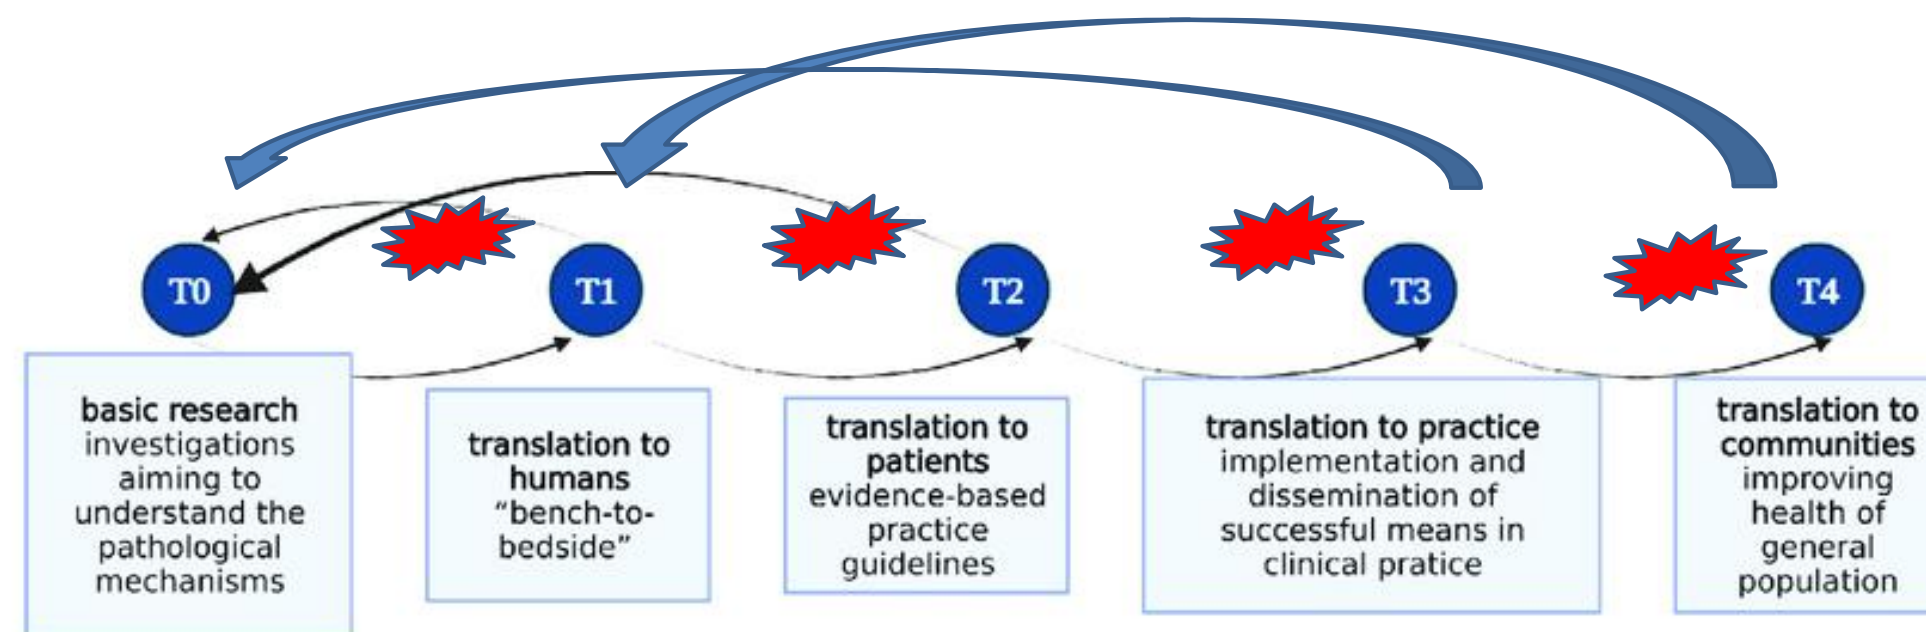 T0
T1
T2
T3
T4
basic research
investigations
aiming to
understand the
pathological
mechanisms
translation to
humans
“bench-to-
bedside”
translation to
patients
evidence-based
practice
guidelines
translation to practice
implementation and
dissemination of
successful means in
clinical pratice
translation to
communities
improving
health of
general
population